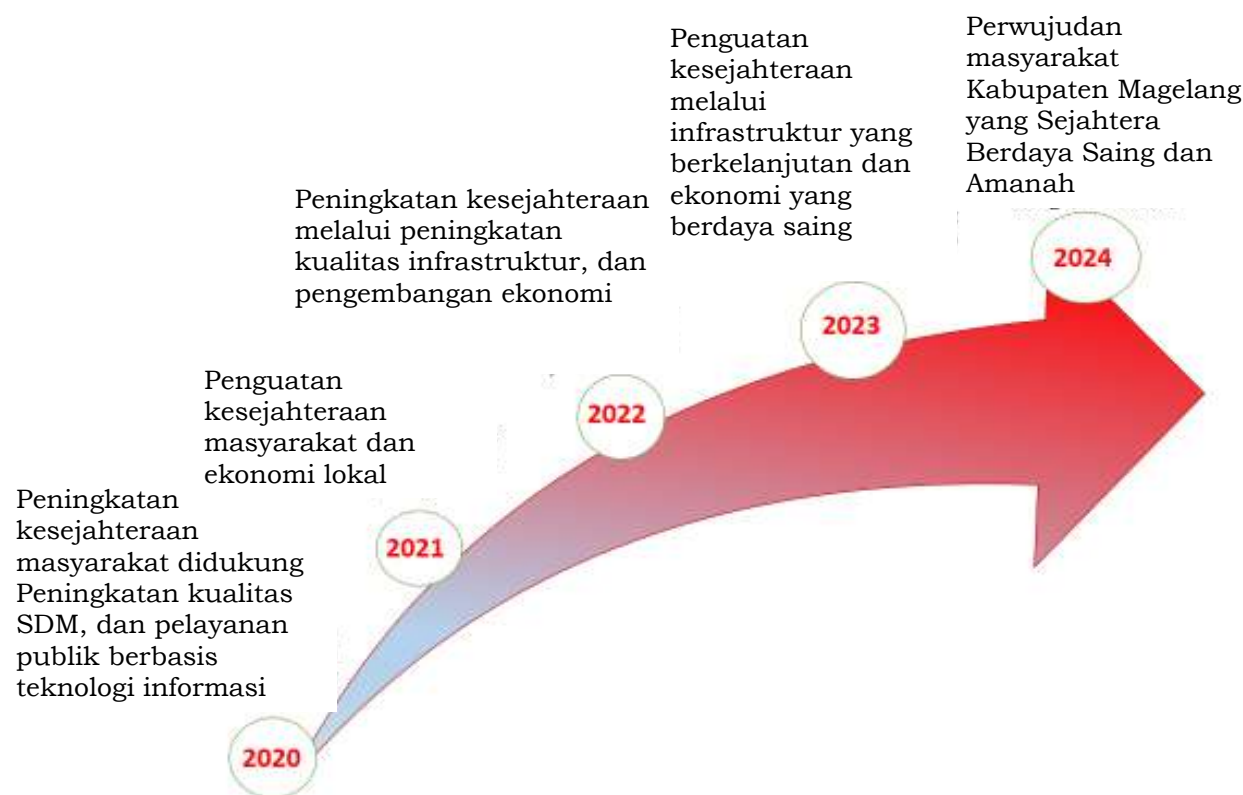 Peningkatan
kesejahteraan
masyarakat didukung
Peningkatan kualitas
SDM, dan pelayanan
publik berbasis
teknologi informasi
2020
Penguatan
kesejahteraan
masyarakat dan
ekonomi lokal
2021
Peningkatan kesejahteraan
melalui peningkatan
kualitas infrastruktur, dan
pengembangan ekonomi
2022
Penguatan
kesejahteraan
melalui
infrastruktur yang
berkelanjutan dan
ekonomi yang
berdaya saing
2023
Perwujudan
masyarakat
Kabupaten Magelang
yang Sejahtera
Berdaya Saing dan
Amanah
2024